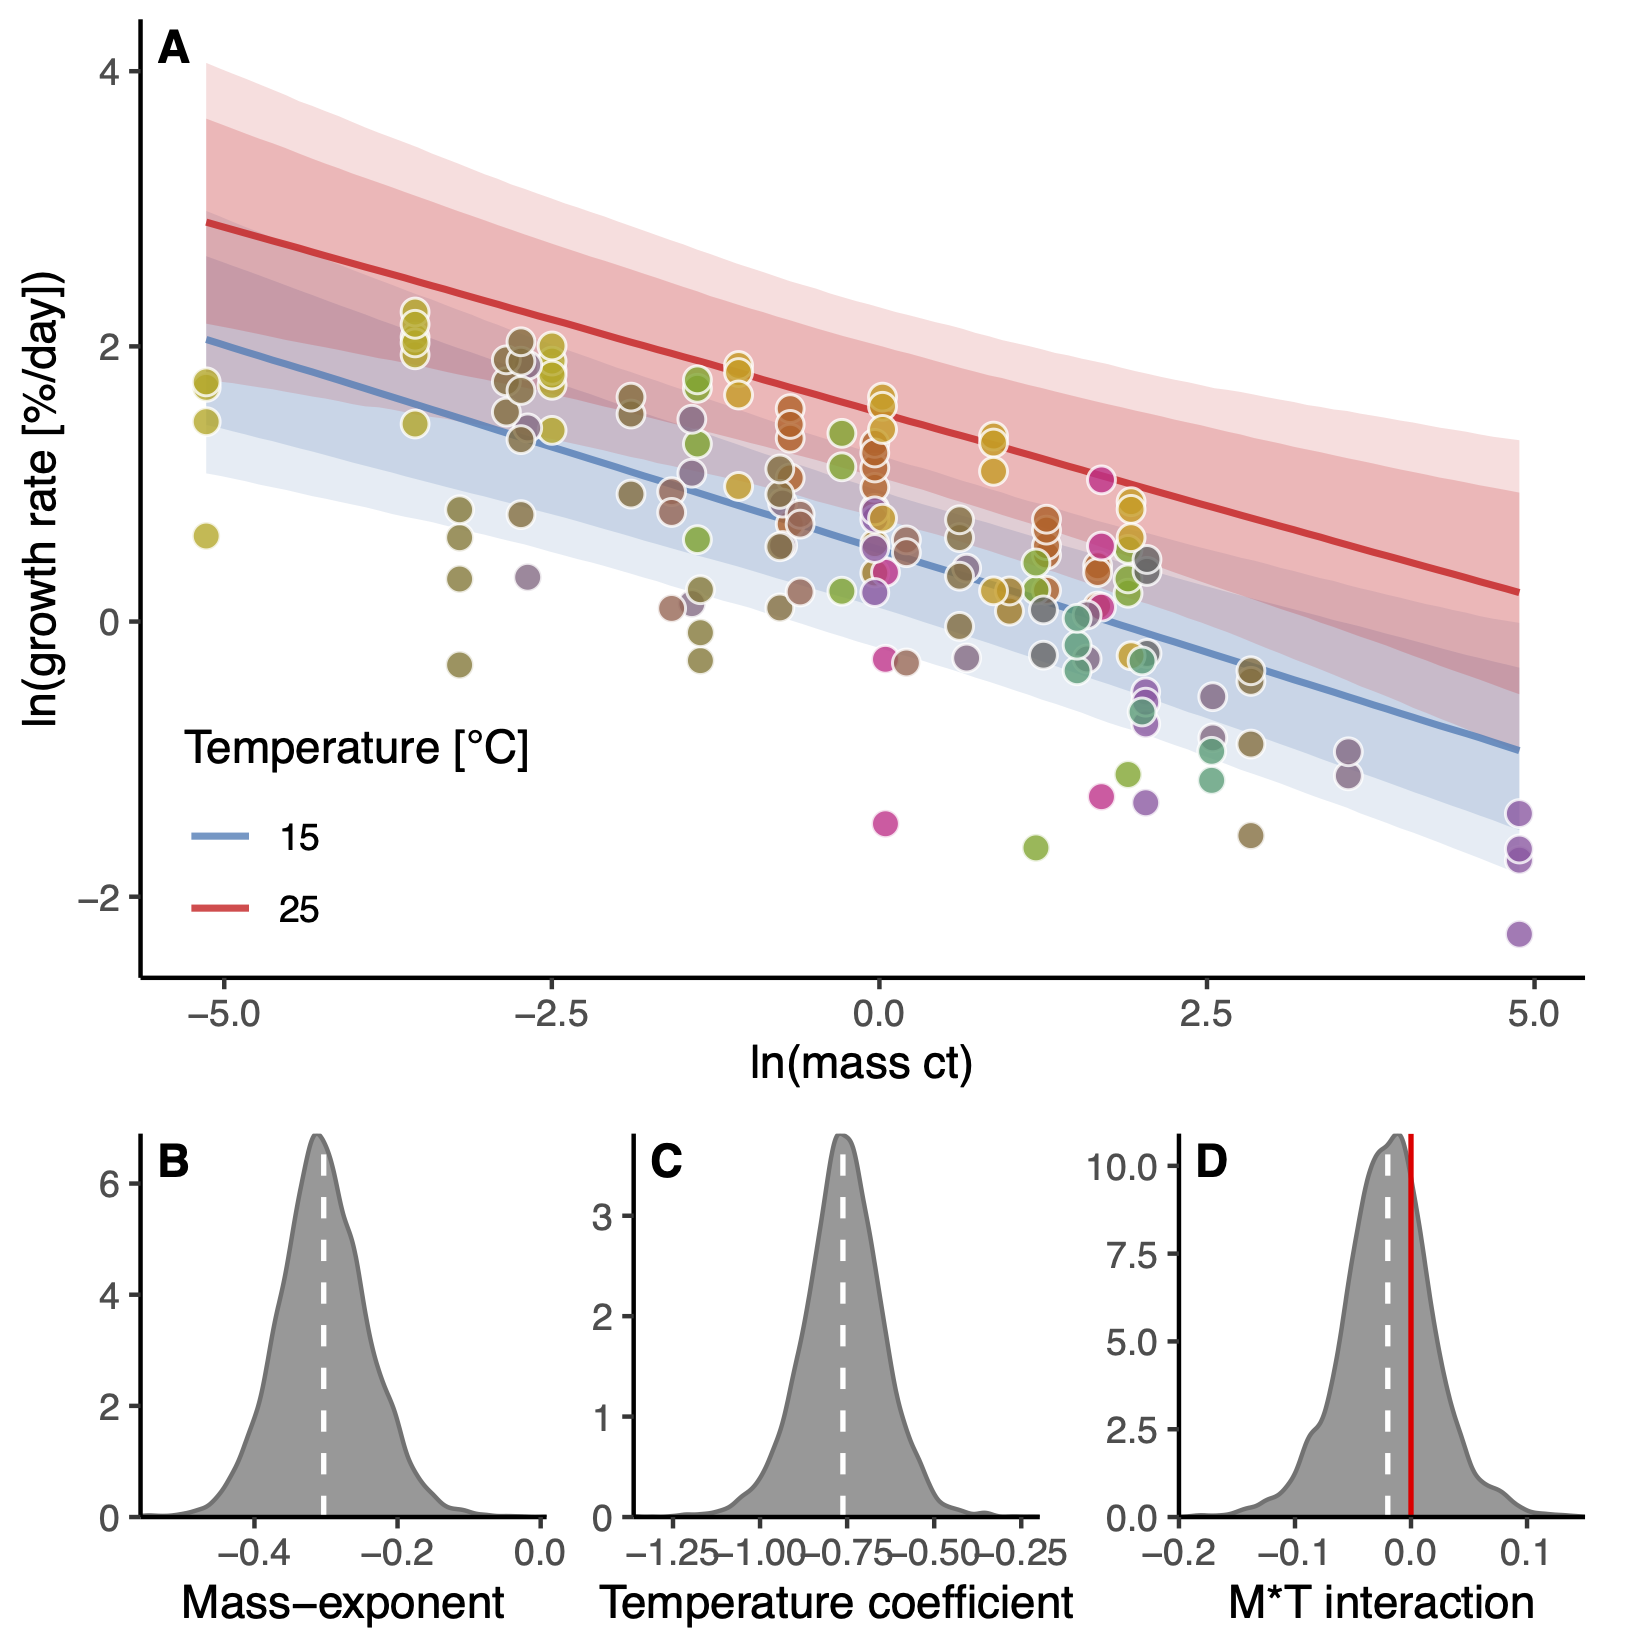 A
4
2
0
−2
ln(growth rate [%/day])
Temperature [°C]
15
25
−5.0 −2.5 0.0 2.5 5.0
ln(mass ct)
B
6
4
2
0
−0.4 −0.2 0.0
Mass−exponent
C
3
2
1
0
−1.25 −1.00 −0.75 −0.50 −0.25
Temperature coefficient
D
10.0
7.5
5.0
2.5
0.0
−0.2 −0.1 0.0 0.1
M*T interaction